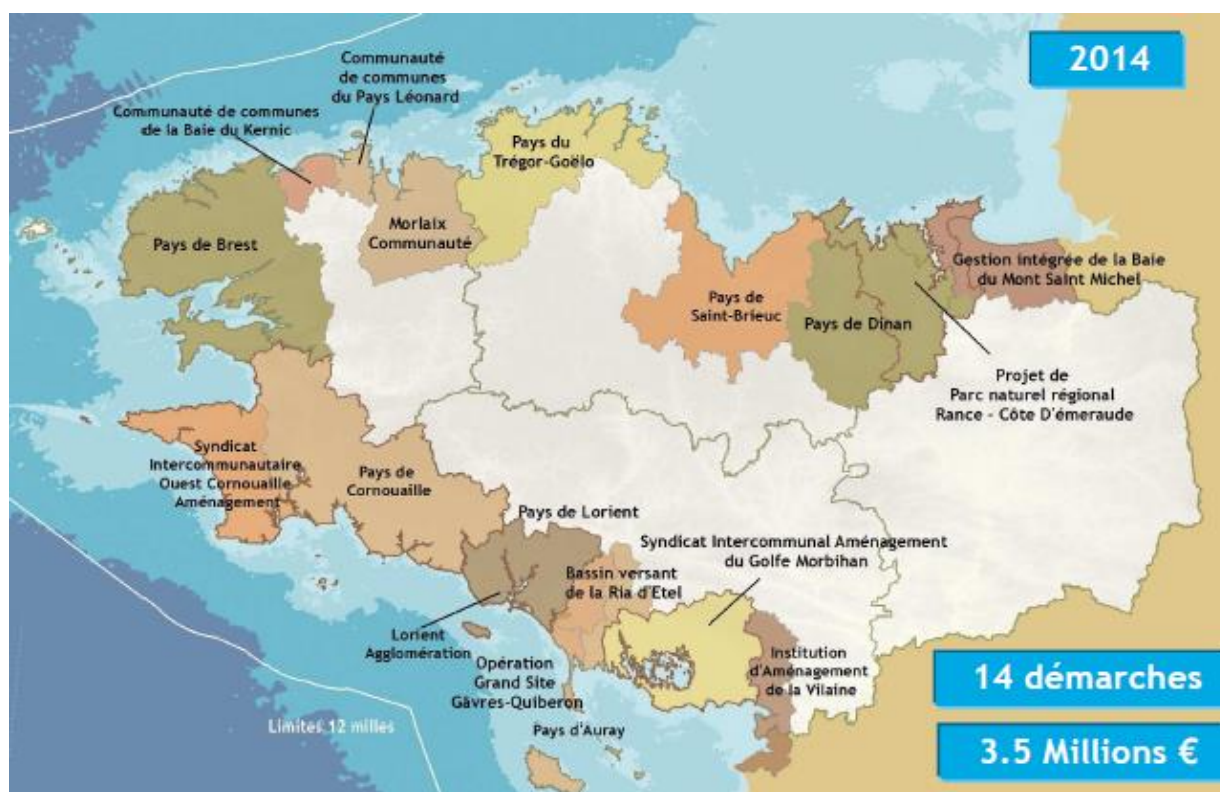 2014
Communauté
de communes
du Pays Léonard
Communauté de communes
de la Baie du Kernic
Pays du
Trégor-Goëlo
Pays de Brest
Morlaix
Communauté
Gestion intégrée de la Baie
du Mont Saint Michel
Pays de
Saint-Brieuc
Pays de Dinan
Projet de
Parc naturel régional
Rance - Côte D'émeraude
Syndicat
Intercommunautaire
Ouest Cornouaille
Aménagement
Pays de
Cornouaille
Pays de Lorient
Syndicat Intercommunal Aménagement
du Golfe Morbihan
Bassin versant
de la Ria d'Etel
Lorient
Agglomération
Opération
Grand Site
Gâvres-Quiberon
Institution
d'Aménagement
de la Vilaine
Pays d'Auray
Limites 12 milles
14 démarches
3.5 Millions €